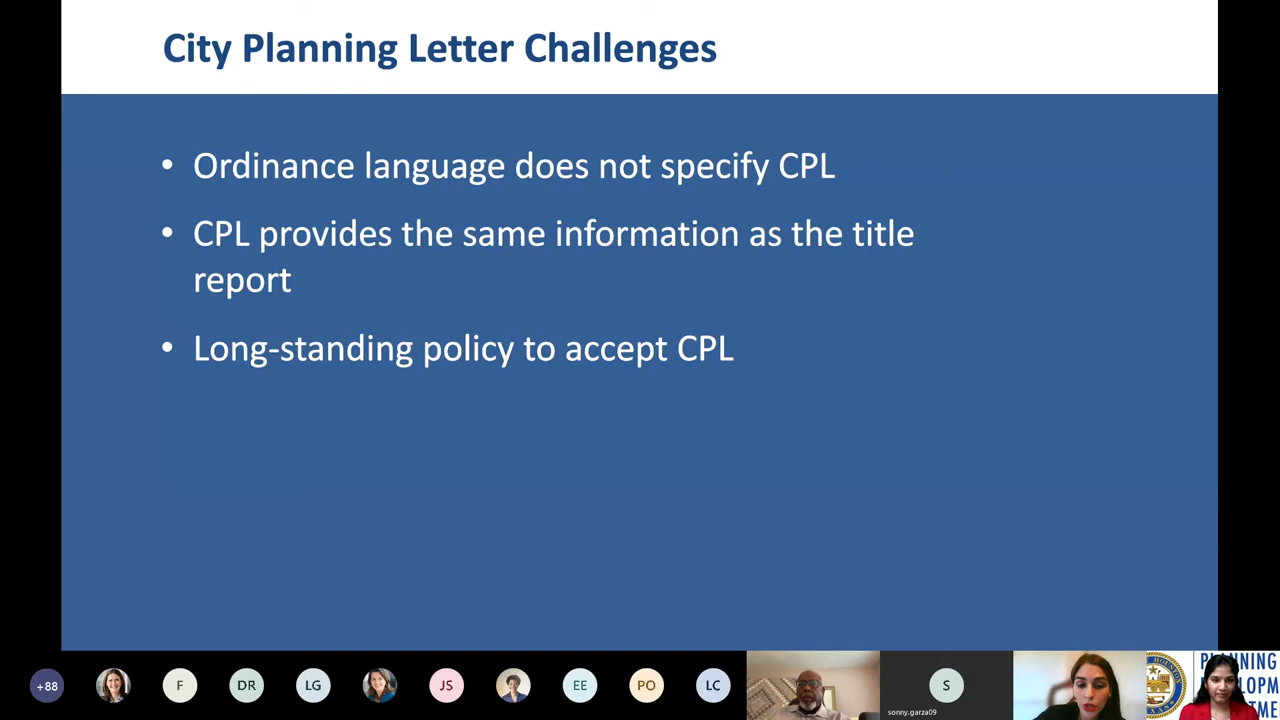 City Planning Letter Challenges
• Ordinance language does not specify CPL
• CPL provides the same information as the title
report
• Long-standing policy to accept CPL
+88
F
DR
LG
JS
EE
PO
LC
S
sonny.garza09
PLANNING